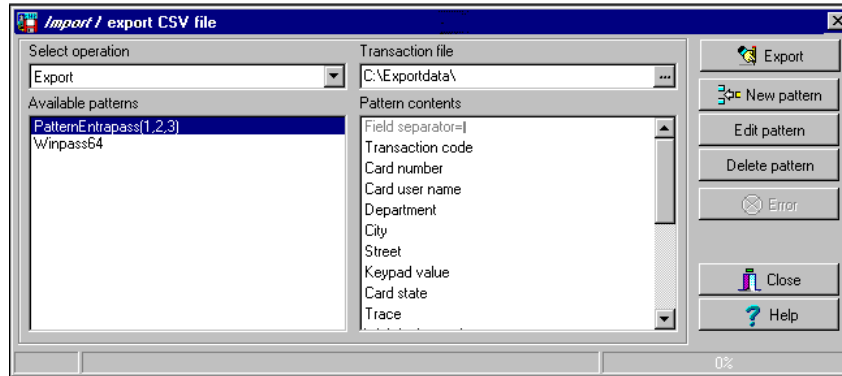 Import / export CSV file
Select operation
Export
Available patterns
PatternEntrapass(1,2,3)
Winpass64
Transaction file
C:\Exportdata\
...
Pattern contents
Field separator=|
Transaction code
Card number
Card user name
Department
City
Street
Keypad value
Card state
Trace
Export
New pattern
Edit pattern
Delete pattern
Error
Close
Help
0%